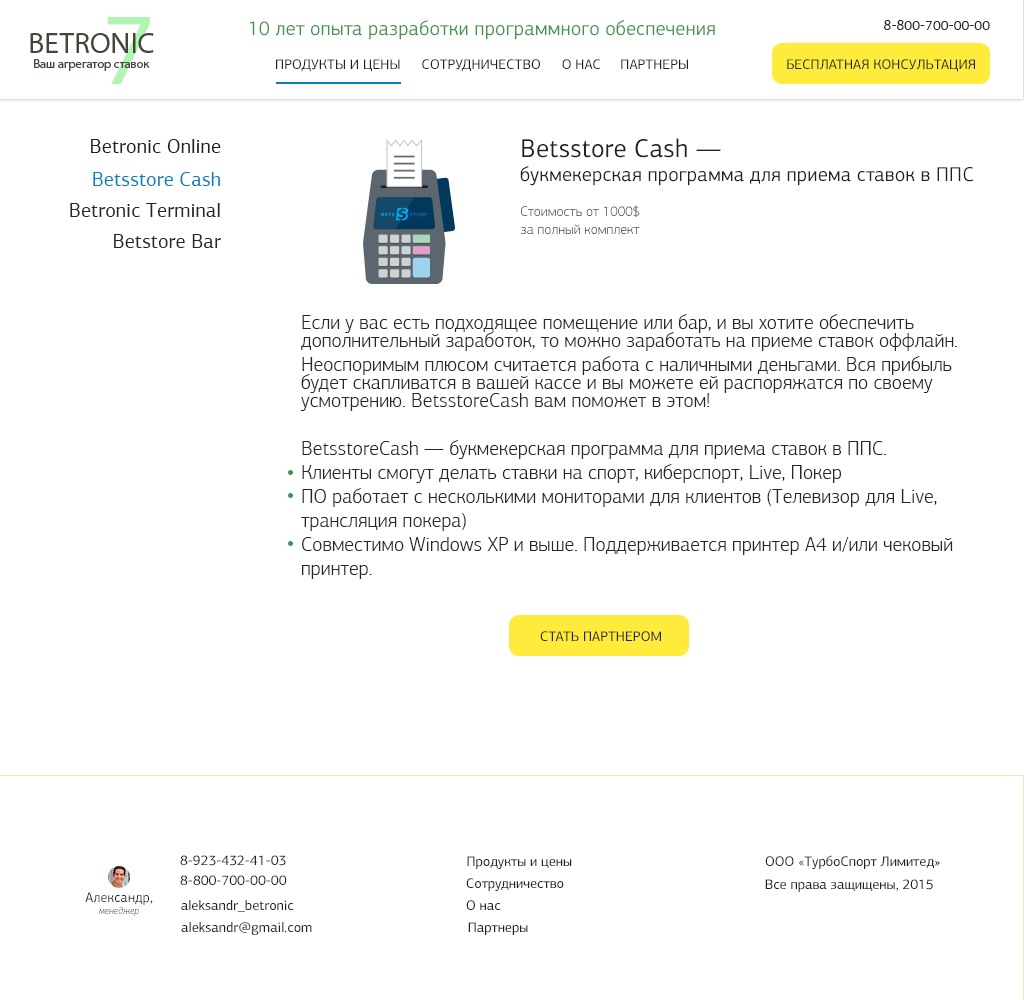 BETRONIC 7
Ваш агрегатор ставок
10 лет опыта разработки программного обеспечения
8-800-700-00-00
ПРОДУКТЫ И ЦЕНЫ СОТРУДНИЧЕСТВО О НАС ПАРТНЕРЫ
БЕСПЛАТНАЯ КОНСУЛЬТАЦИЯ
Betronic Online
Betsstore Cash
Betronic Terminal
Betstore Bar
BETS S STORE
Betsstore Cash —
букмекерская программа для приема ставок в ППС
Стоимость от 1000$
за полный комплект
Если у вас есть подходящее помещение или бар, и вы хотите обеспечить
дополнительный заработок, то можно заработать на приеме ставок оффлайн.
Неоспоримым плюсом считается работа с наличными деньгами. Вся прибыль
будет скапливатся в вашей кассе и вы можете ей распоряжатся по своему
усмотрению. BetsstoreCash вам поможет в этом!
BetsstoreCash — букмекерская программа для приема ставок в ППС.
• Клиенты смогут делать ставки на спорт, киберспорт, Live, Покер
• ПО работает с несколькими мониторами для клиентов (Телевизор для Live,
трансляция покера)
• Совместимо Windows XP и выше. Поддерживается принтер А4 и/или чековый
принтер.
СТАТЬ ПАРТНЕРОМ
Александр,
менеджер
8-923-432-41-03
8-800-700-00-00
aleksandr_betronic
aleksandr@gmail.com
Продукты и цены
Сотрудничество
О нас
Партнеры
ООО «ТурбоСпорт Лимитед»
Все права защищены, 2015